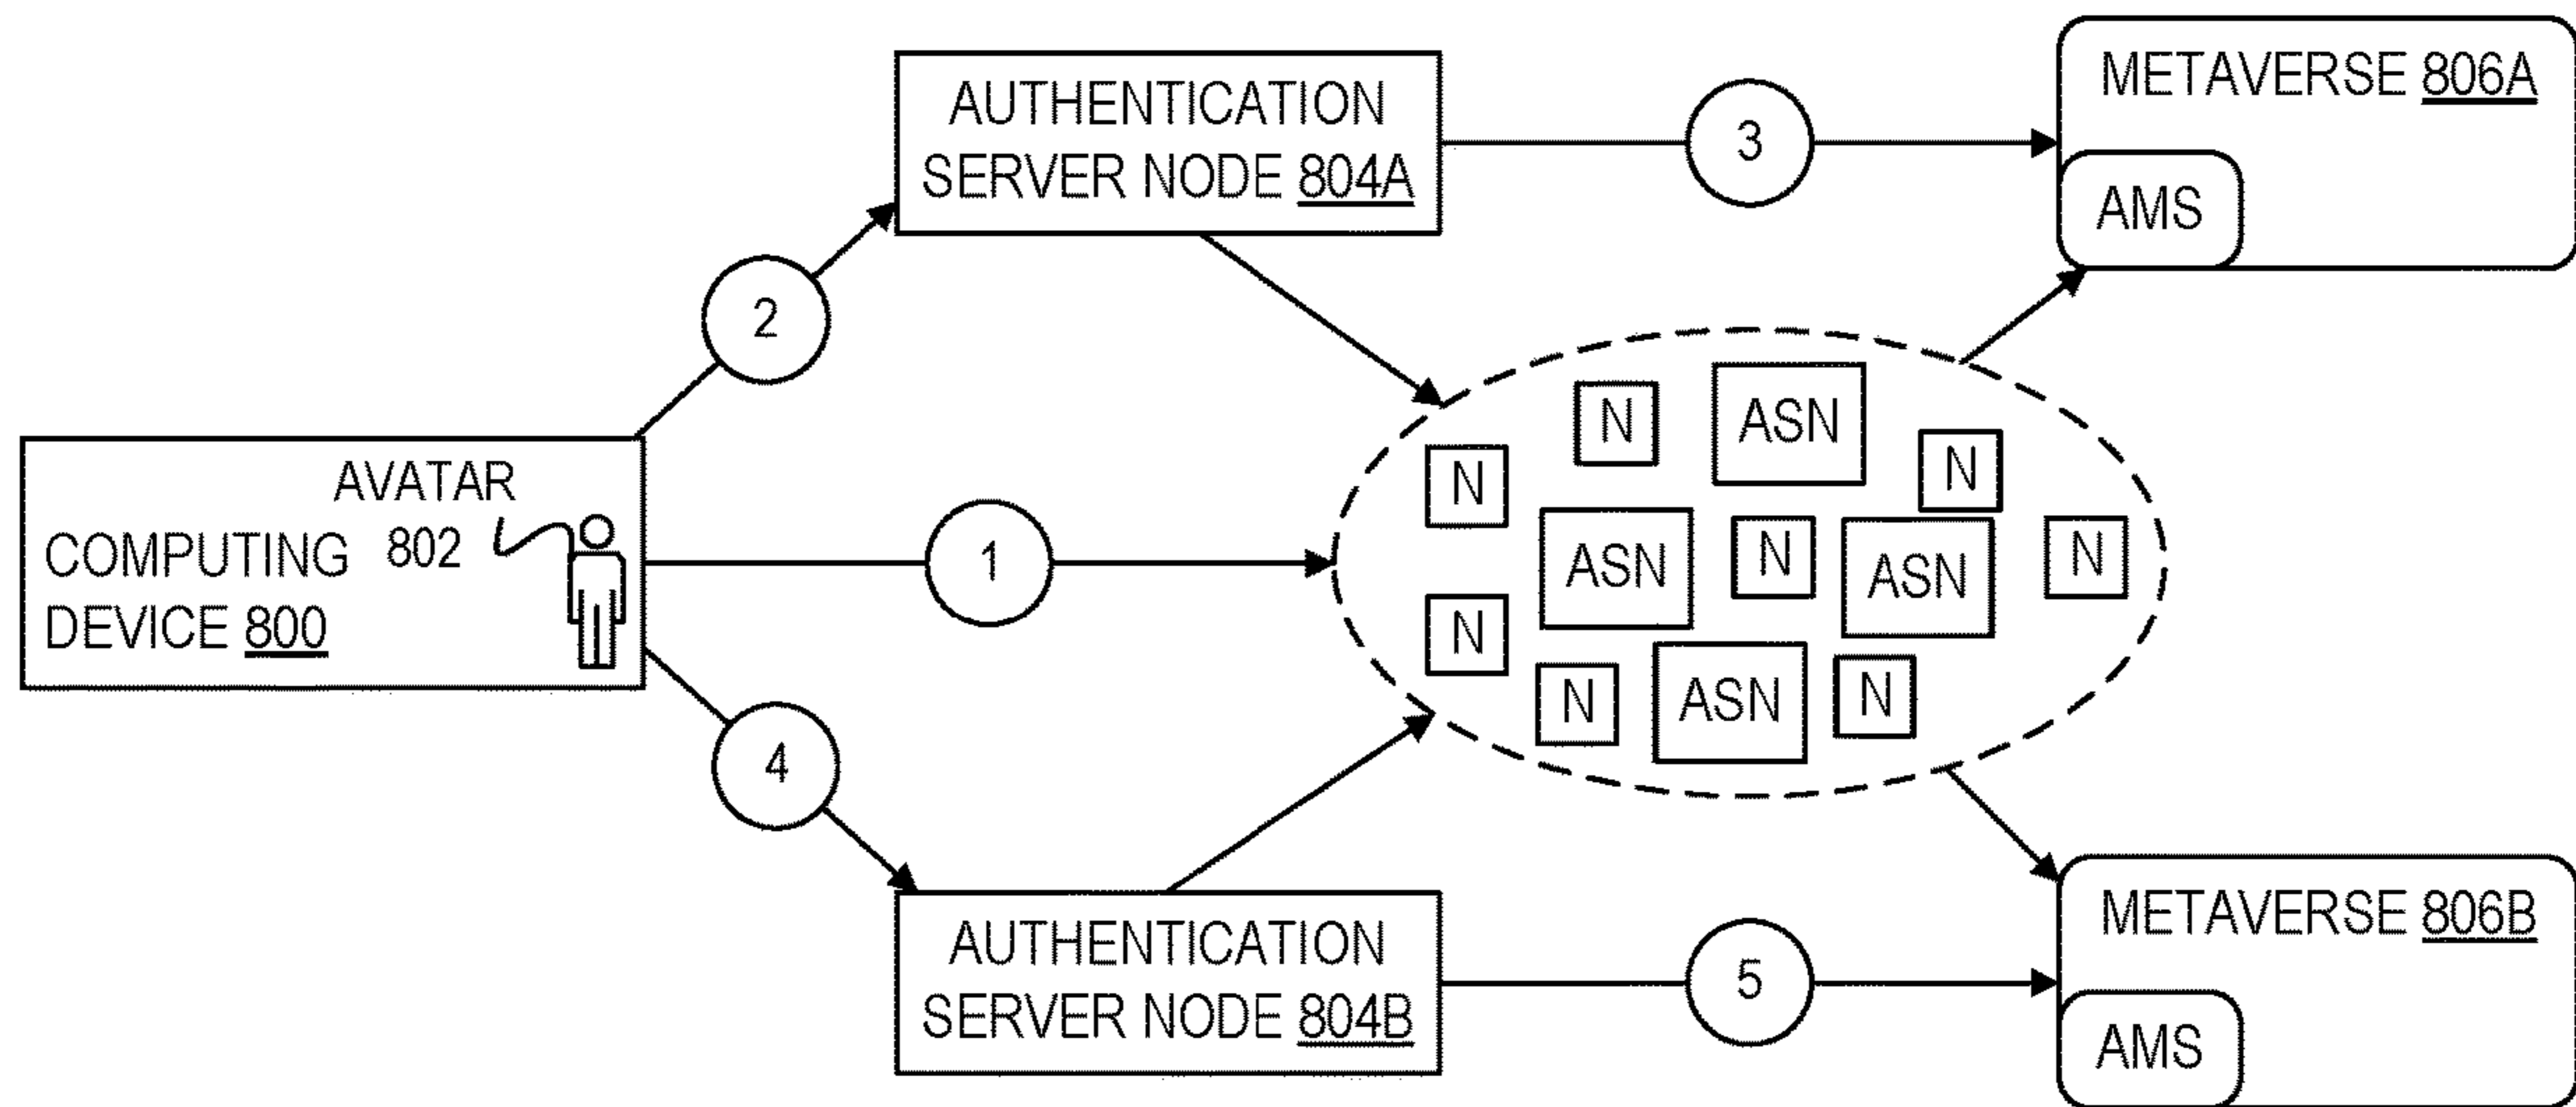 AUTHENTICATION
SERVER NODE 804A
3
METAVERSE 806A
AMS
2
AVATAR
802
COMPUTING
DEVICE 800
1
N
ASN
N
N
N
ASN
N
ASN
N
N
N
ASN
N
4
AUTHENTICATION
SERVER NODE 804B
5
METAVERSE 806B
AMS